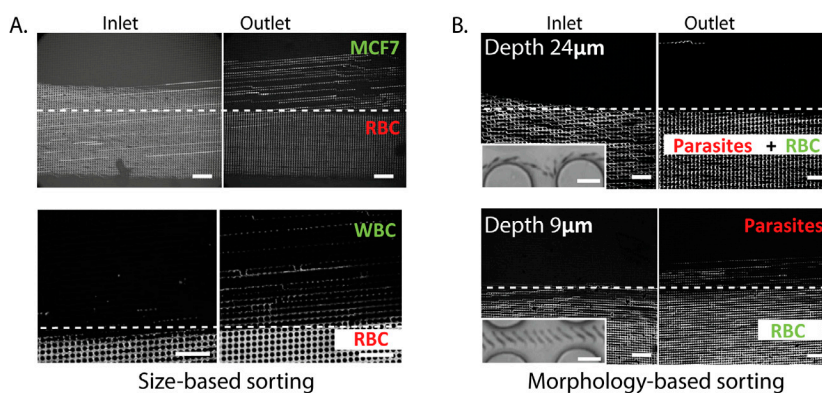 A.
Inlet
Outlet
MCF7
RBC
WBC
RBC
Size-based sorting
B.
Inlet
Outlet
Depth 24µm
Parasites + RBC
Depth 9µm
Parasites
RBC
Morphology-based sorting